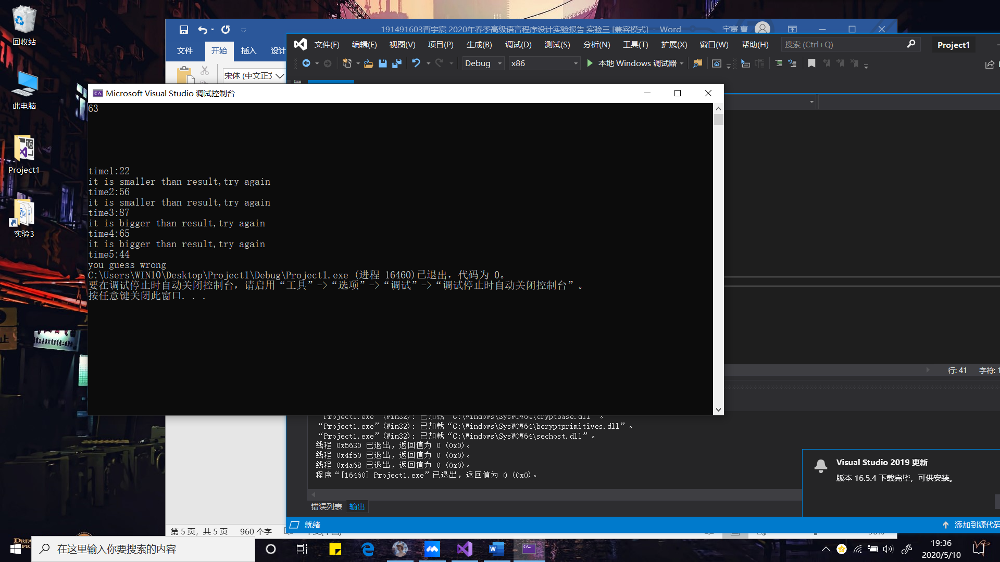 回收站
此电脑
16
Project1
实验3
191491603曹宇宸 2020年春季高级语言程序设计实验报告 实验三 [兼容模式] - Word
宇宸 曹
文件 开始 插入 设计
宋体 (中文正文
文件(F) 编辑(E) 视图(V) 项目(P) 生成(B) 调试(D) 测试(S) 分析(N) 工具(T) 扩展(X) 窗口(W) 帮助(H) 搜索 (Ctrl+Q) Project1
Debug x86 本地 Windows 调试器
Microsoft Visual Studio 调试控制台
63
time1:22
it is smaller than result,try again
time2:56
it is smaller than result,try again
time3:87
it is bigger than result,try again
time4:65
it is bigger than result,try again
time5:44
you guess wrong
C:\Users\WIN10\Desktop\Project1\Debug\Project1.exe (进程 16460)已退出，代码为 0。
要在调试停止时自动关闭控制台，请启用“工具”->“选项”->“调试”->“调试停止时自动关闭控制台”。
按任意键关闭此窗口. . .
行: 41 字符: 1
“Project1.exe”(Win32): 已加载“C:\Windows\SysWOW64\cryptbase.dll”。
“Project1.exe”(Win32): 已加载“C:\Windows\SysWOW64\bcryptprimitives.dll”。
“Project1.exe”(Win32): 已加载“C:\Windows\SysWOW64\sechost.dll”。
线程 0x5630 已退出，返回值为 0 (0x0)。
线程 0x4f50 已退出，返回值为 0 (0x0)。
线程 0x4a68 已退出，返回值为 0 (0x0)。
程序“[16460] Project1.exe”已退出，返回值为 0 (0x0)。
错误列表 输出
Visual Studio 2019 更新
版本 16.5.4 下载完毕，可供安装。
就绪
添加到源代码
第 5 页，共 5 页 960 个字
在这里输入你要搜索的内容
19:36
2020/5/10